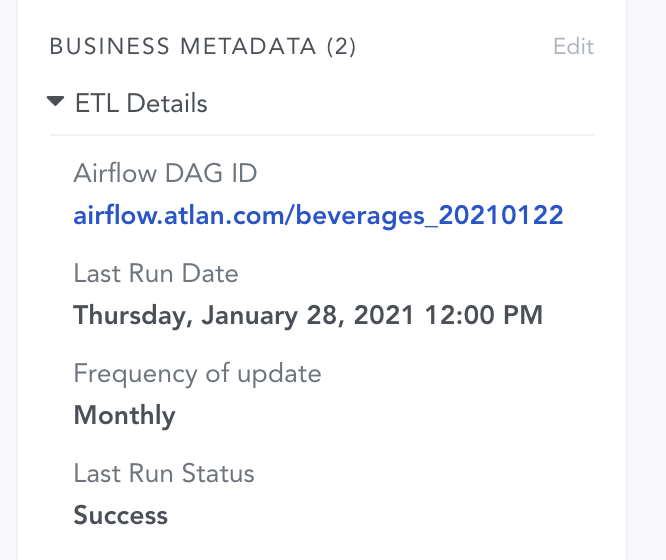 BUSINESS METADATA (2) Edit
ETL Details
Airflow DAG ID
airflow.atlan.com/beverages_20210122
Last Run Date
Thursday, January 28, 2021 12:00 PM
Frequency of update
Monthly
Last Run Status
Success